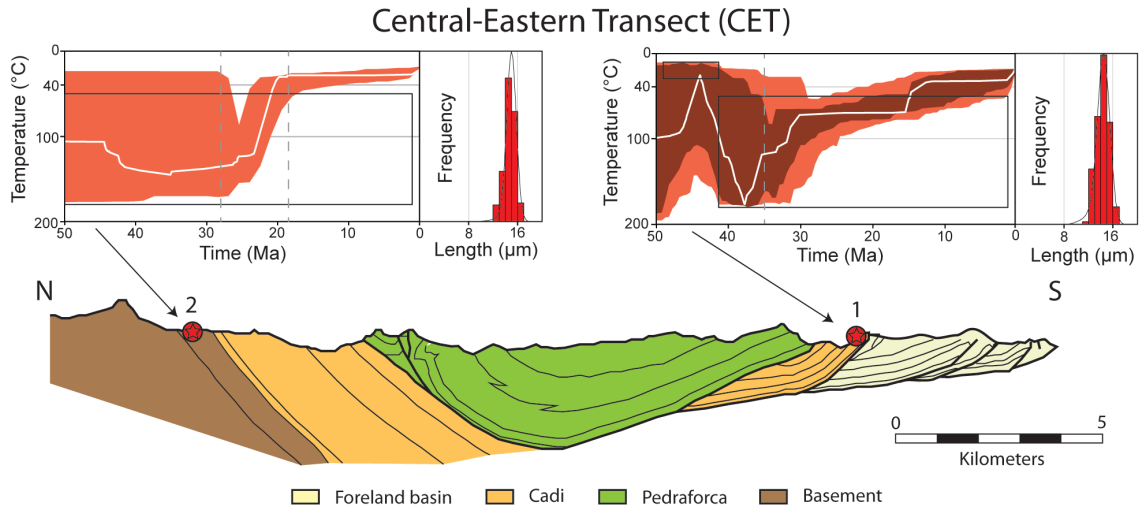 Central-Eastern Transect (CET)
0
40
100
200
Temperature (°C)
50
40
30
20
10
0
Time (Ma)
Frequency
8
16
Length (µm)
0
40
100
200
Temperature (°C)
50
40
30
20
10
0
Time (Ma)
Frequency
8
16
Length (µm)
N
2
1
S
0
5
Kilometers
Foreland basin
Cadi
Pedraforca
Basement